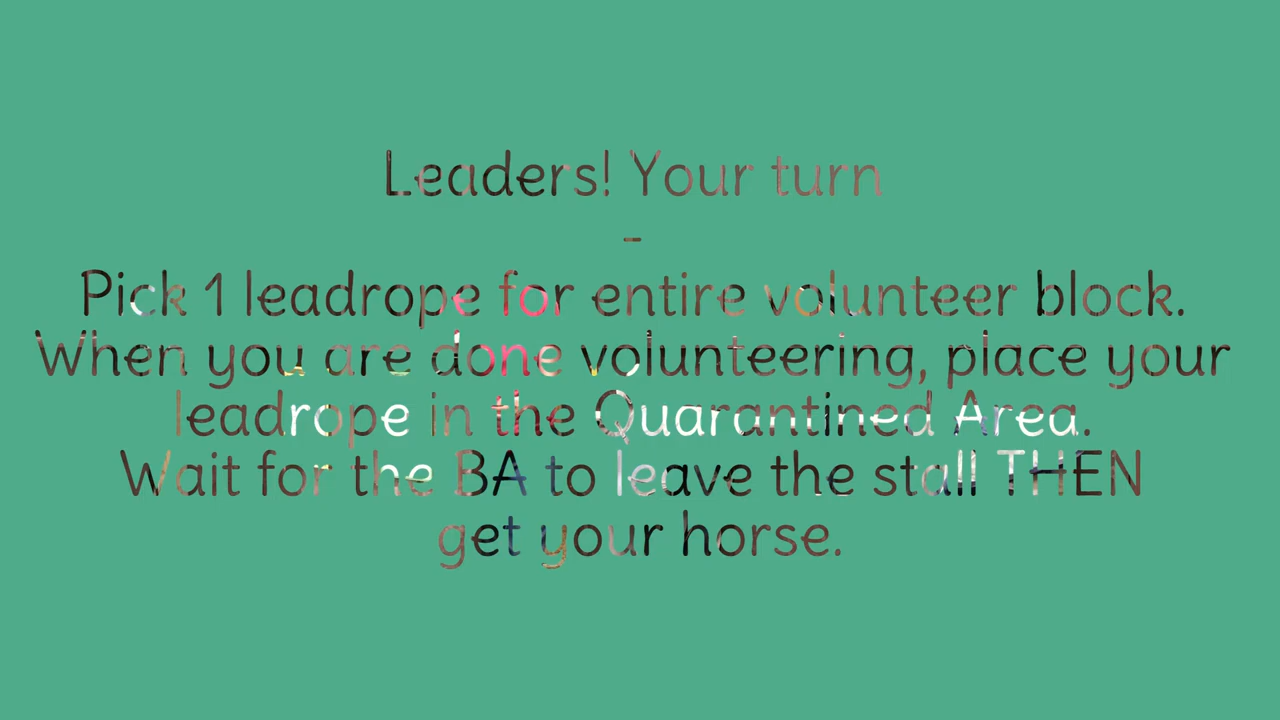 Leaders! Your turn
-
Pick 1 leadrope for entire volunteer block.
When you are done volunteering, place your
leadrope in the Quarantined Area.
Wait for the BA to leave the stall THEN
get your horse.